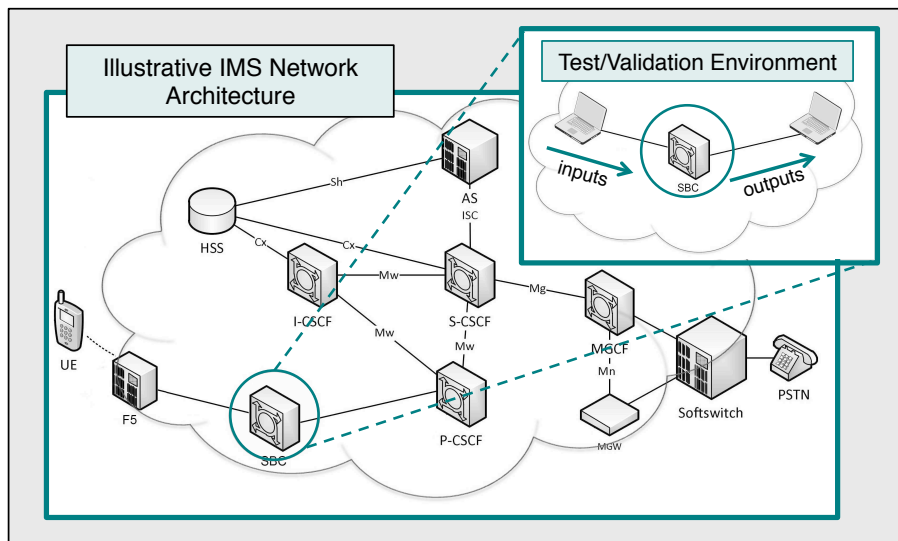 Illustrative IMS Network
Architecture
Test/Validation Environment
inputs
SBC
outputs
Sh
AS
ISC
HSS
Cx
Cx
I-CSCF
Mw
S-CSCF
Mg
MGCF
UE
Mw
Mw
Mn
F5
SBC
P-CSCF
MGW
Softswitch
PSTN